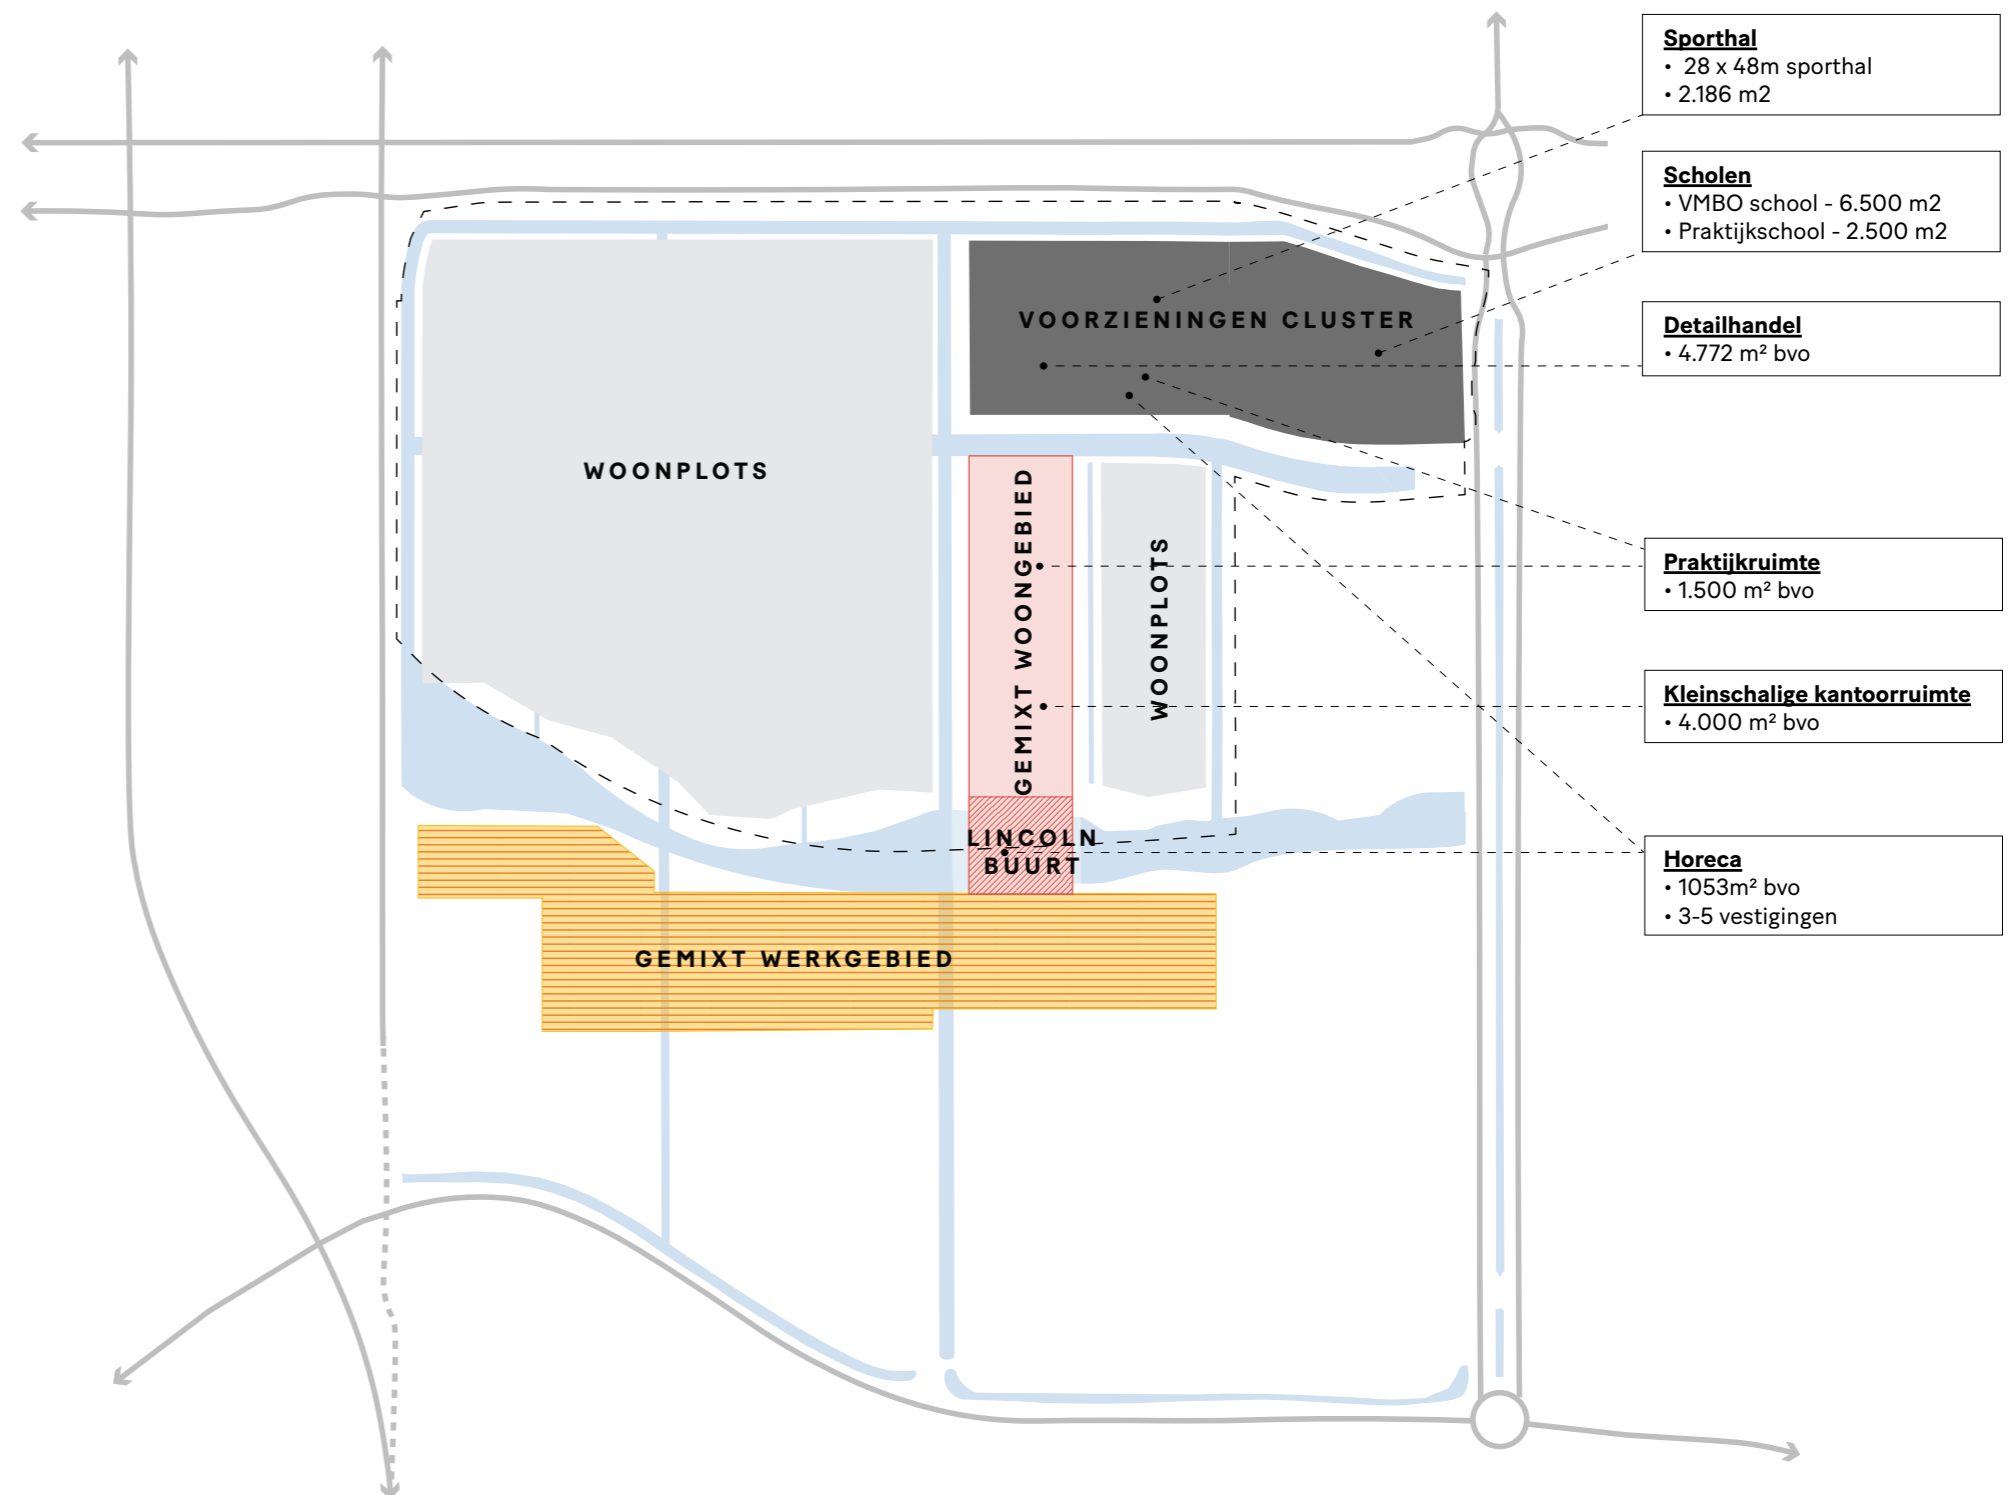 Sporthal
• 28 x 48m sporthal
• 2.186 m2
Scholen
• VMBO school - 6.500 m2
• Praktijkschool - 2.500 m2
Detailhandel
• 4.772 m² bvo
Praktijkruimte
• 1.500 m² bvo
Kleinschalige kantoorruimte
• 4.000 m² bvo
Horeca
• 1053m² bvo
• 3-5 vestigingen
VOORZIENINGEN CLUSTER
WOONPLOTS
GEMIXT WOONGEBIED
WOONPLOTS
LINCOLN
BUURT
GEMIXT WERKGEBIED